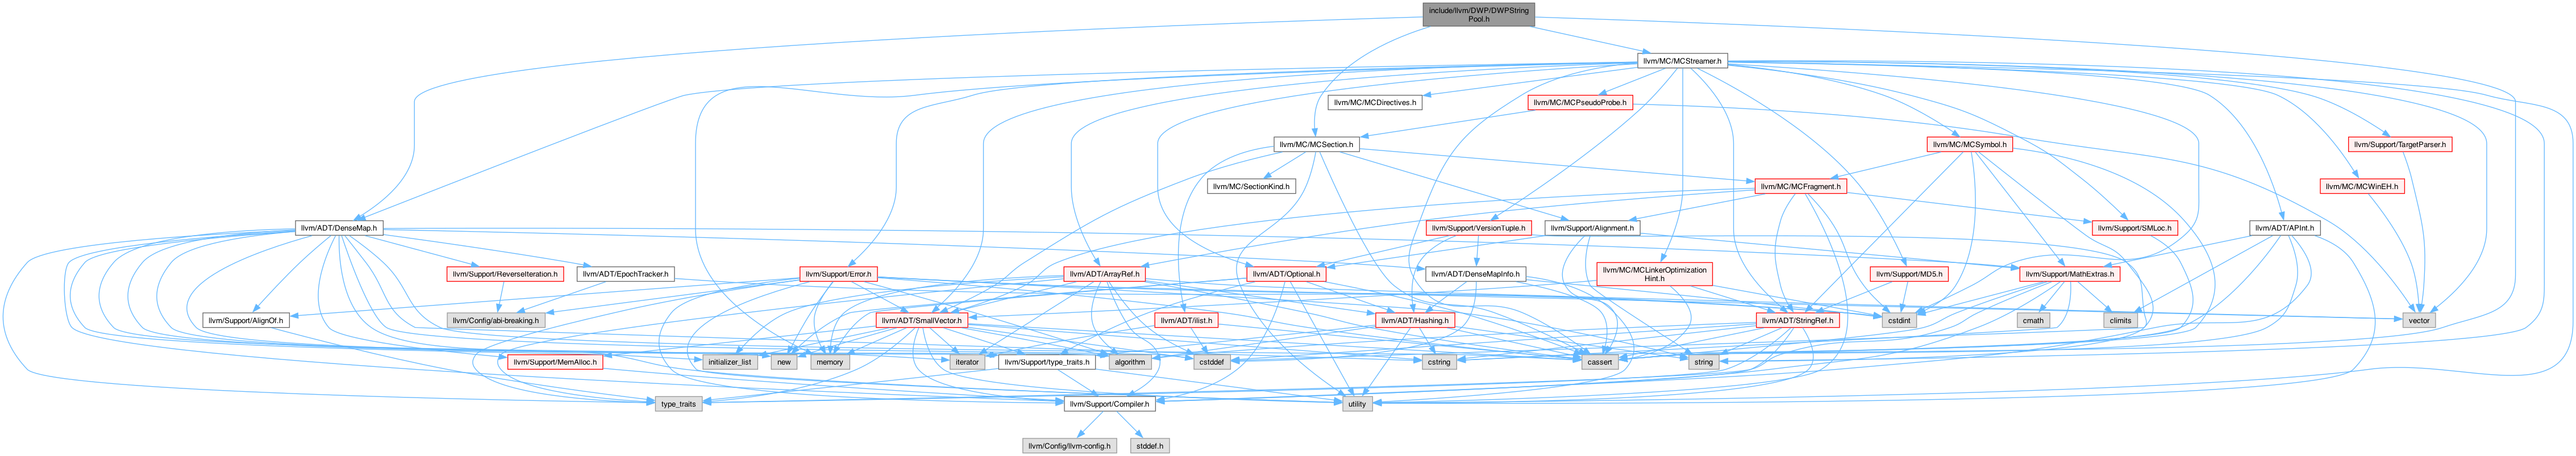 include/llvm/DWP/DWPString
Pool.h
llvm/MC/MCStreamer.h
llvm/MC/MCDirectives.h
llvm/MC/MCPseudoProbe.h
llvm/MC/MCSection.h
llvm/MC/MCSymbol.h
llvm/Support/TargetParser.h
llvm/MC/SectionKind.h
llvm/MC/MCFragment.h
llvm/MC/MCWinEH.h
llvm/ADT/DenseMap.h
llvm/Support/VersionTuple.h
llvm/Support/Alignment.h
llvm/Support/SMLoc.h
llvm/ADT/APInt.h
llvm/Support/ReverseIteration.h
llvm/ADT/EpochTracker.h
llvm/Support/Error.h
llvm/ADT/ArrayRef.h
llvm/ADT/Optional.h
llvm/ADT/DenseMapInfo.h
llvm/MC/MCLinkerOptimization
Hint.h
llvm/Support/MD5.h
llvm/Support/MathExtras.h
llvm/Support/AlignOf.h
llvm/Config/abi-breaking.h
llvm/ADT/SmallVector.h
llvm/ADT/ilist.h
llvm/ADT/Hashing.h
llvm/ADT/StringRef.h
cstdint
cmath
climits
vector
llvm/Support/MemAlloc.h
initializer_list
new
memory
iterator
llvm/Support/type_traits.h
algorithm
cstddef
cstring
cassert
string
type_traits
llvm/Support/Compiler.h
utility
llvm/Config/llvm-config.h
stddef.h